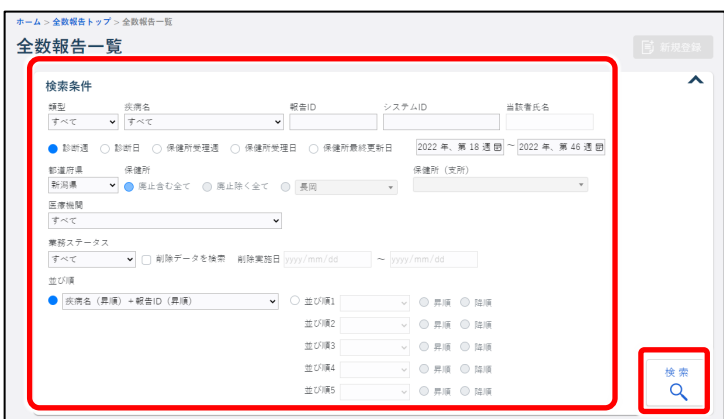 ホーム > 全数報告トップ > 全数報告一覧
全数報告一覧
新規登録
検索条件
類型 疾病名 報告ID システムID 当該者氏名
すべて すべて
診断週 診断日 保健所受理週 保健所受理日 保健所最終更新日 2022 年、第 18 週 ~ 2022 年、第 46 週
都道府県 保健所 保健所（支所）
新潟県 廃止含む全て 廃止除く全て 長岡
医療機関
すべて
業務ステータス
すべて 削除データを検索 削除実施日 yyyy/mm/dd ~ yyyy/mm/dd
並び順
疾病名（昇順）+報告ID（昇順） 並び順1 昇順 降順
並び順2 昇順 降順
並び順3 昇順 降順
並び順4 昇順 降順
並び順5 昇順 降順
検索